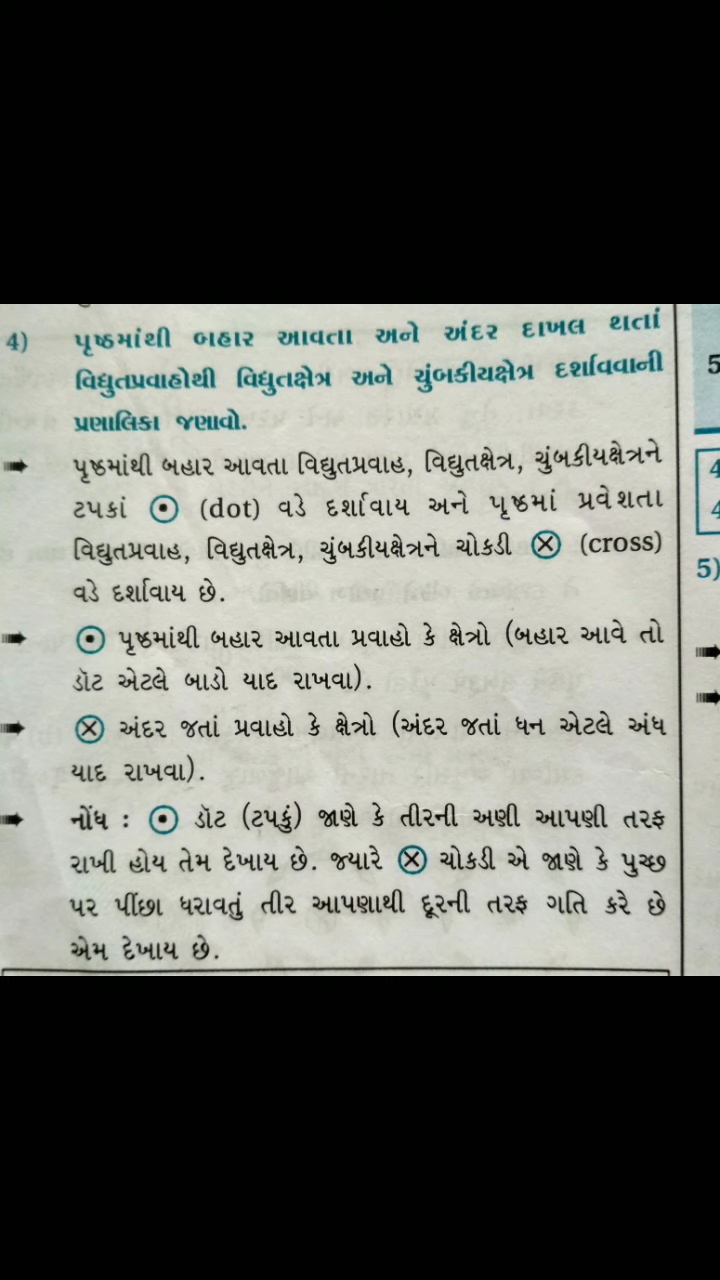 4) પૃષ્ઠમાંથી બહાર આવતા અને અંદર દાખલ થતાં
વિદ્યુતપ્રવાહોથી વિદ્યુતક્ષેત્ર અને ચુંબકીયક્ષેત્ર દર્શાવવાની
પ્રણાલિકા જણાવો.
➠ પૃષ્ઠમાંથી બહાર આવતા વિદ્યુતપ્રવાહ, વિદ્યુતક્ષેત્ર, ચુંબકીયક્ષેત્રને
ટપકાં ⊙ (dot) વડે દર્શાવાય અને પૃષ્ઠમાં પ્રવેશતા
વિદ્યુતપ્રવાહ, વિદ્યુતક્ષેત્ર, ચુંબકીયક્ષેત્રને ચોકડી ⊗ (cross)
વડે દર્શાવાય છે.
➠ ⊙ પૃષ્ઠમાંથી બહાર આવતા પ્રવાહો કે ક્ષેત્રો (બહાર આવે તો
ડૉટ એટલે બાડો યાદ રાખવા).
➠ ⊗ અંદર જતાં પ્રવાહો કે ક્ષેત્રો (અંદર જતાં ધન એટલે અંધ
યાદ રાખવા).
➠ નોંધ : ⊙ ડૉટ (ટપકું) જાણે કે તીરની અણી આપણી તરફ
રાખી હોય તેમ દેખાય છે. જ્યારે ⊗ ચોકડી એ જાણે કે પુચ્છ
પર પીંછા ધરાવતું તીર આપણાથી દૂરની તરફ ગતિ કરે છે
એમ દેખાય છે.
5
4
4
5)